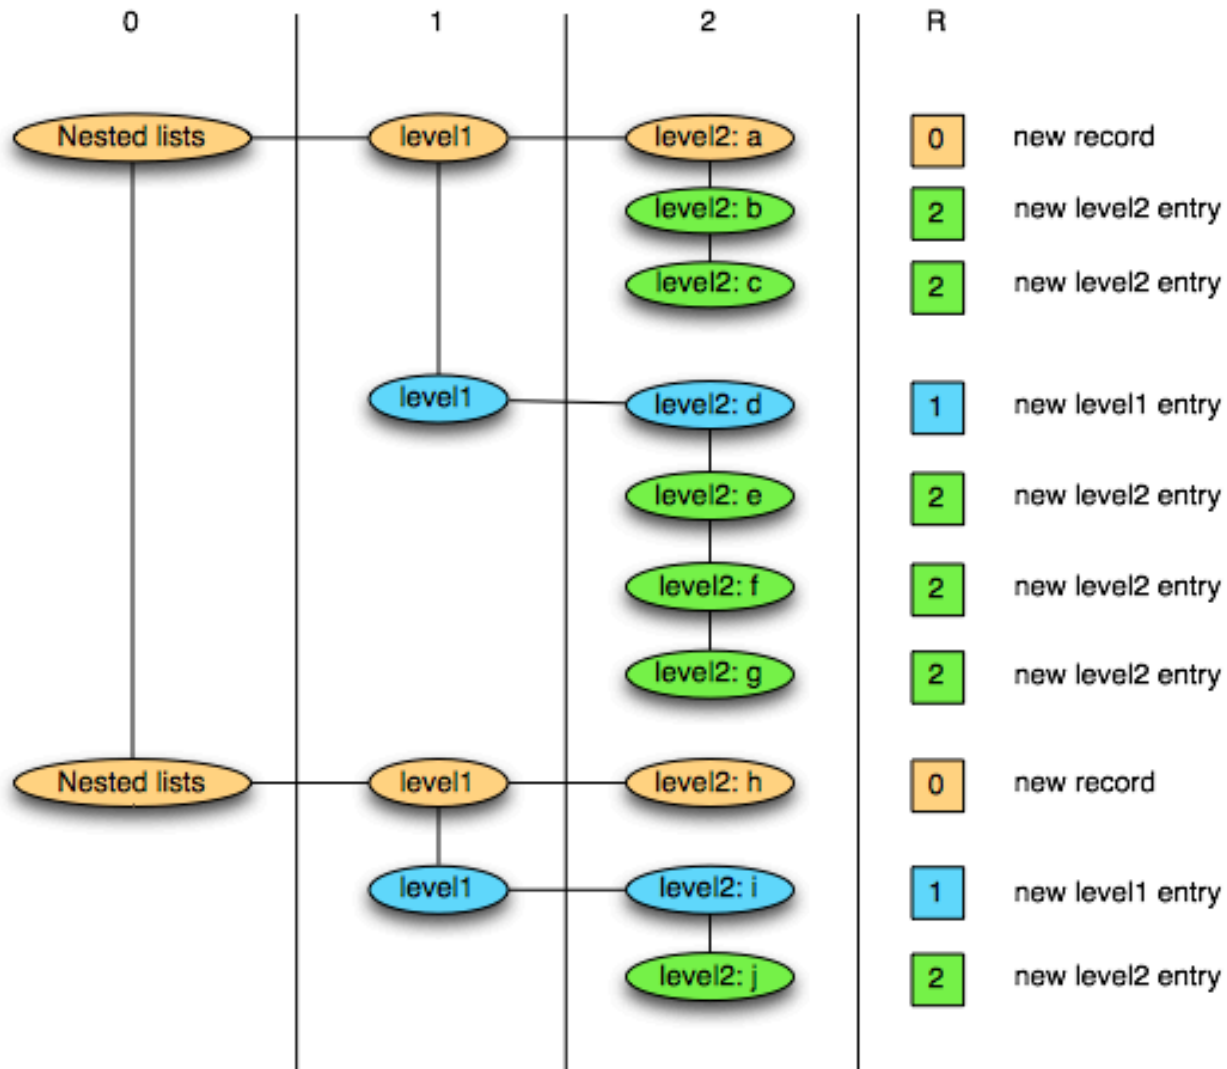 0 1 2 R
Nested lists level1 level2: a 0 new record
level2: b 2 new level2 entry
level2: c 2 new level2 entry
level1 level2: d 1 new level1 entry
level2: e 2 new level2 entry
level2: f 2 new level2 entry
level2: g 2 new level2 entry
Nested lists level1 level2: h 0 new record
level1 level2: i 1 new level1 entry
level2: j 2 new level2 entry